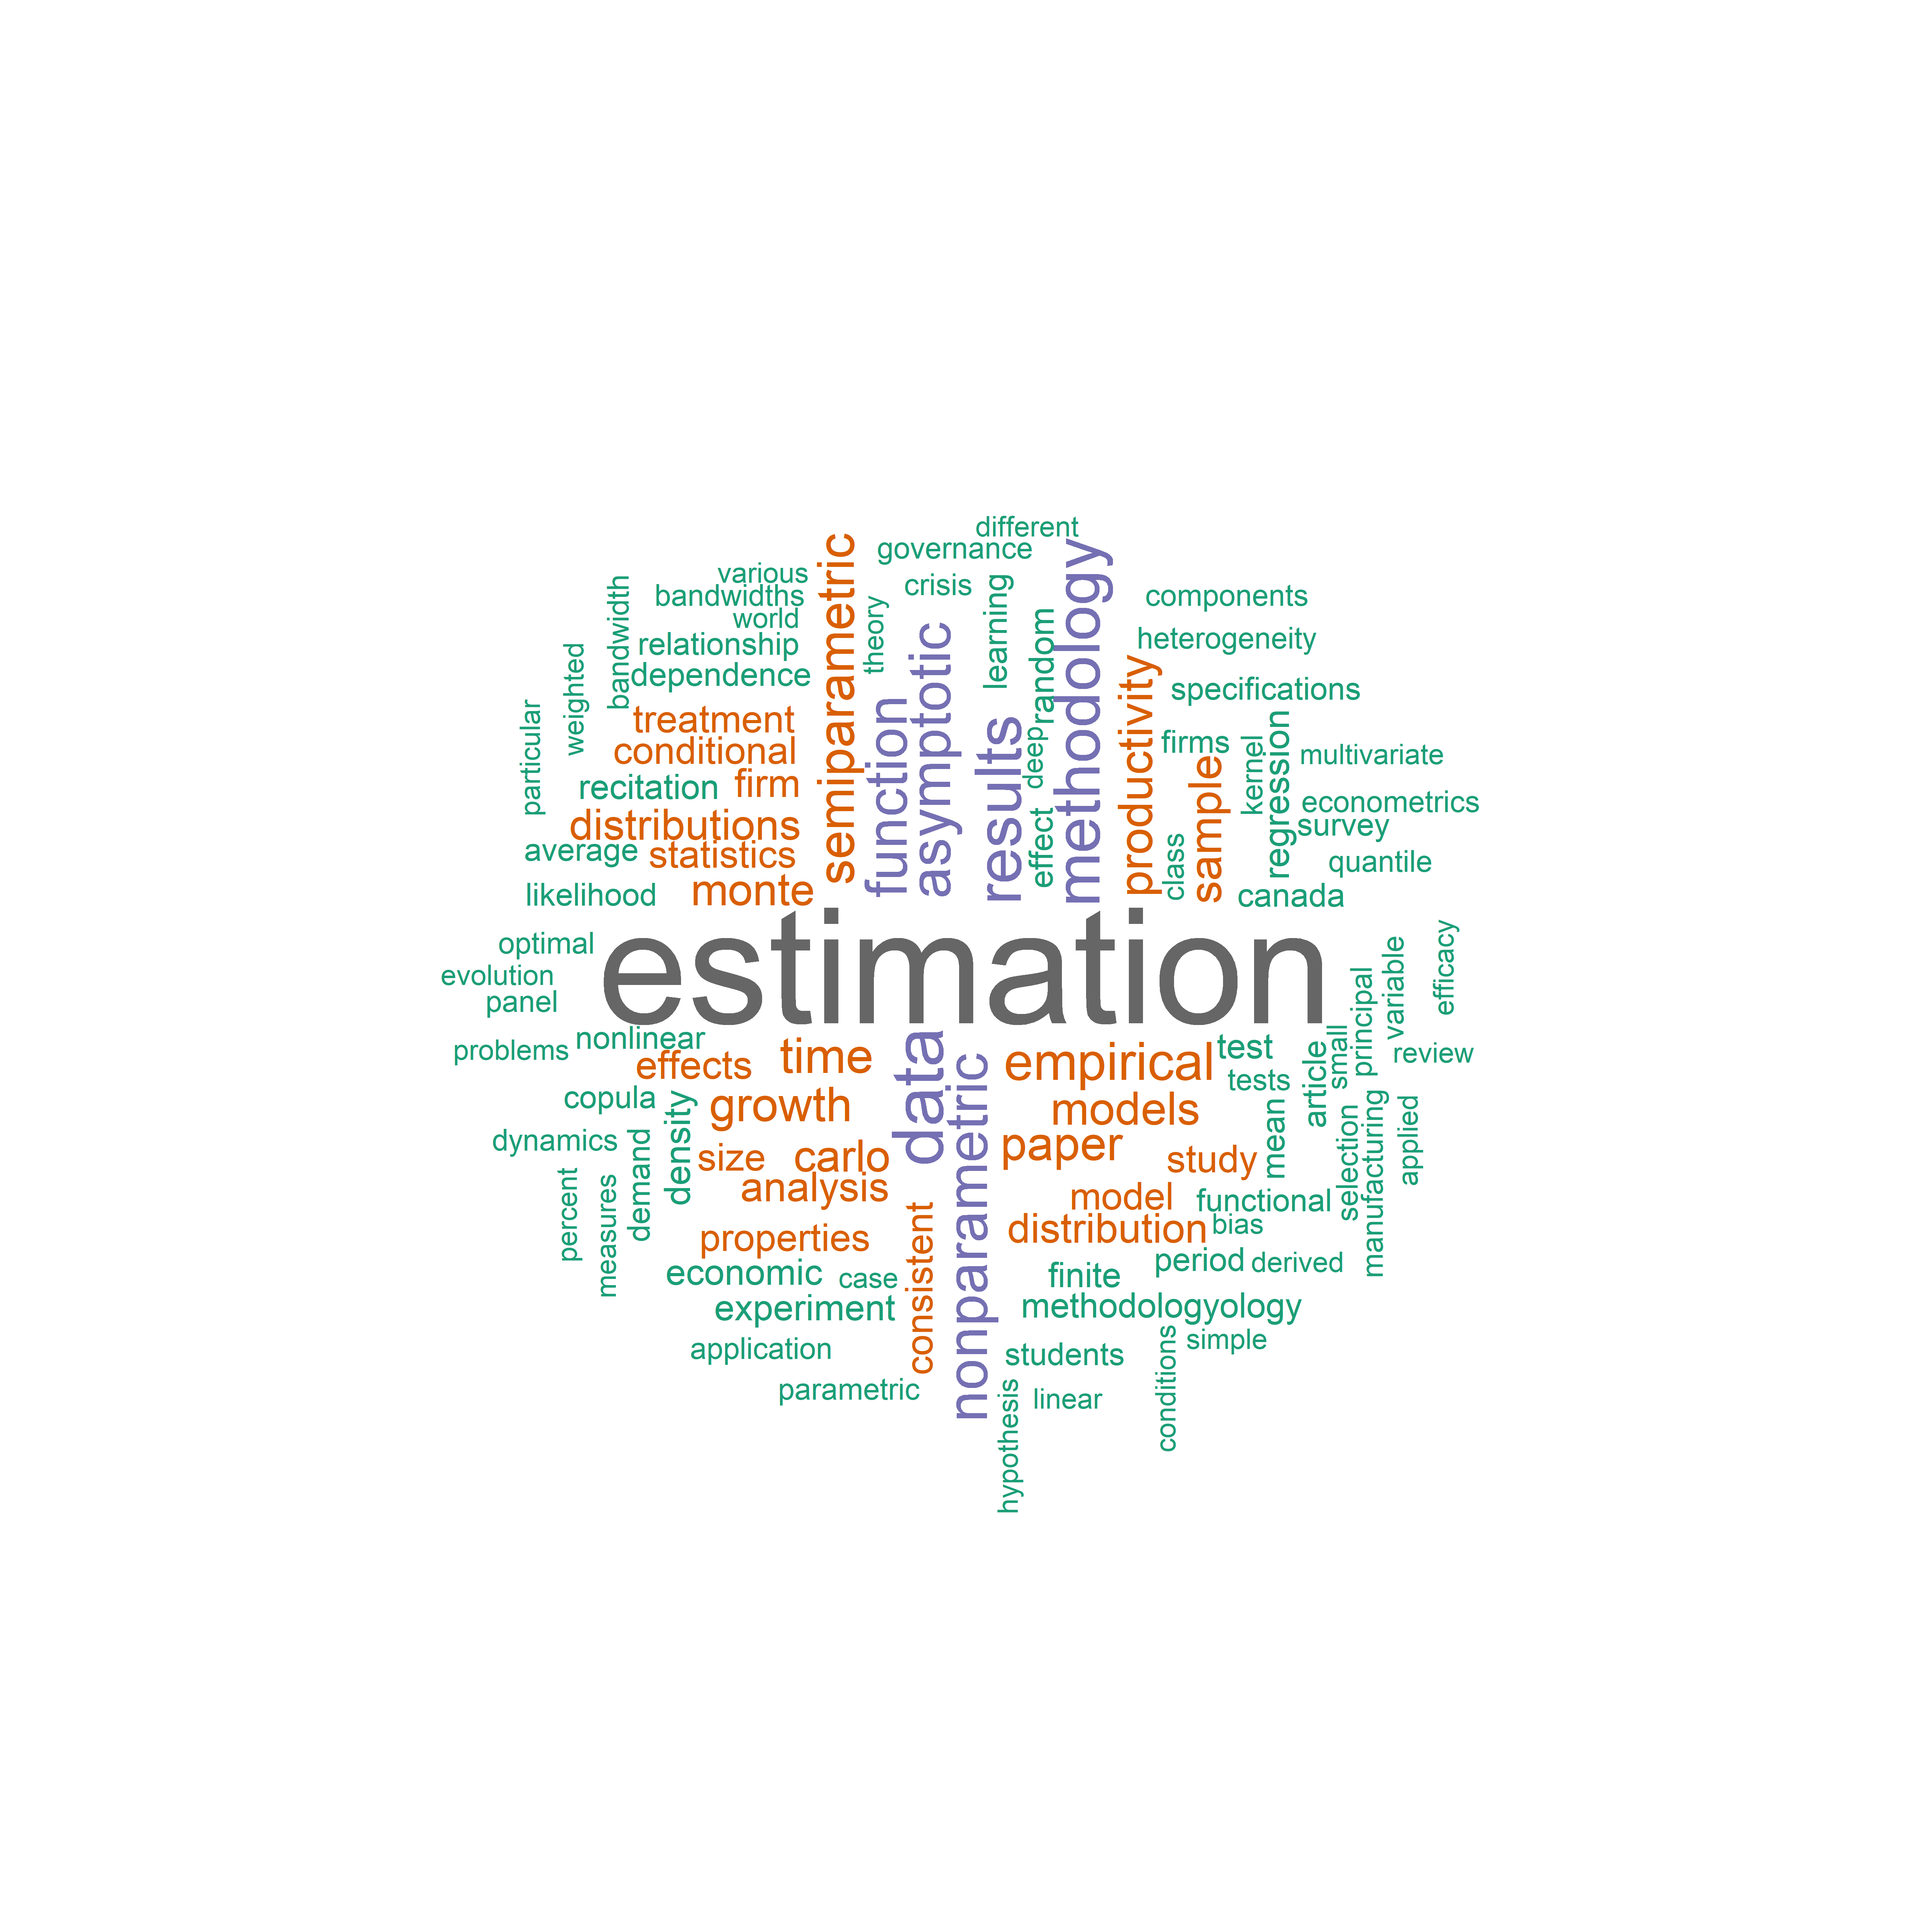 different
governance
various
crisis
bandwidths
components
world
bandwidth
semiparametric
theory
learning
methodology
relationship
random
heterogeneity
weighted
dependence
asymptotic
productivity
specifications
particular
treatment
function
results
deep
firms
kernel
regression
conditional
multivariate
recitation
firm
sample
econometrics
distributions
effect
class
survey
average
statistics
quantile
likelihood
monte
canada
optimal
estimation
efficacy
evolution
variable
panel
principal
nonlinear
data
test
small
problems
effects
time
empirical
tests
article
review
copula
growth
nonparametric
models
mean
selection
manufacturing
applied
dynamics
density
demand
paper
percent
measures
size
carlo
study
analysis
model
functional
properties
consistent
distribution
bias
economic
case
finite
period
derived
experiment
methodologyology
application
students
conditions
simple
parametric
hypothesis
linear